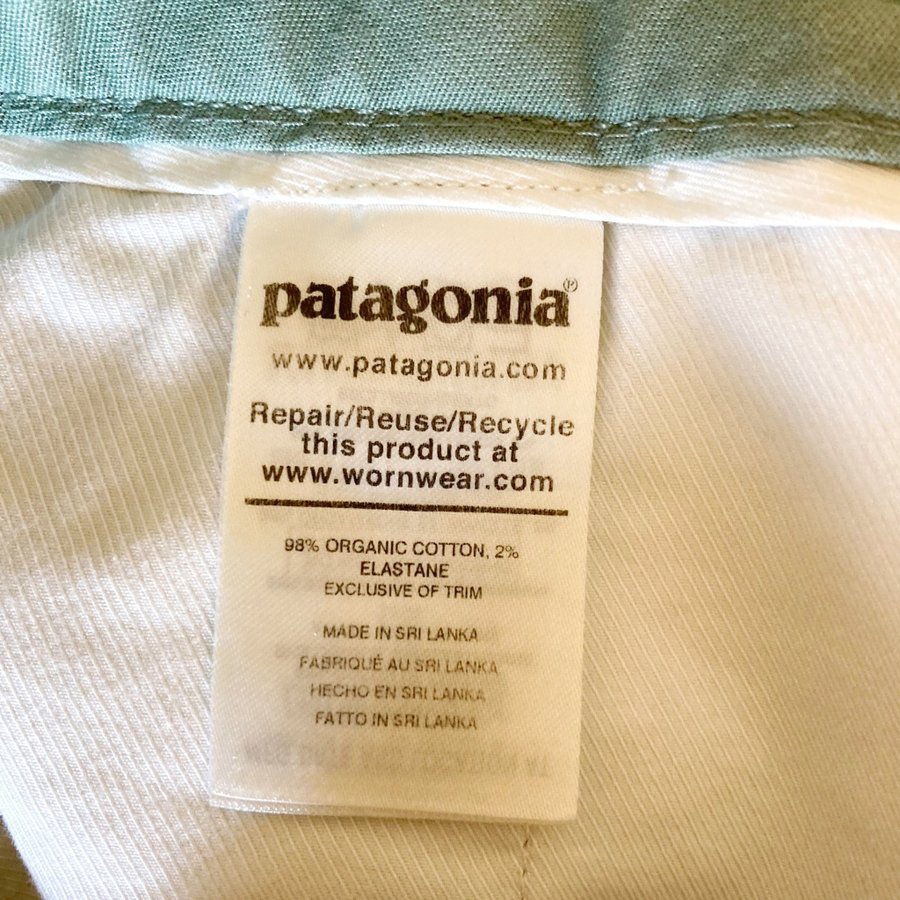 patagonia®
www.patagonia.com
Repair/Reuse/Recycle
this product at
www.wornwear.com
98% ORGANIC COTTON, 2%
ELASTANE
EXCLUSIVE OF TRIM
MADE IN SRI LANKA
FABRIQUÉ AU SRI LANKA
HECHO EN SRI LANKA
FATTO IN SRI LANKA